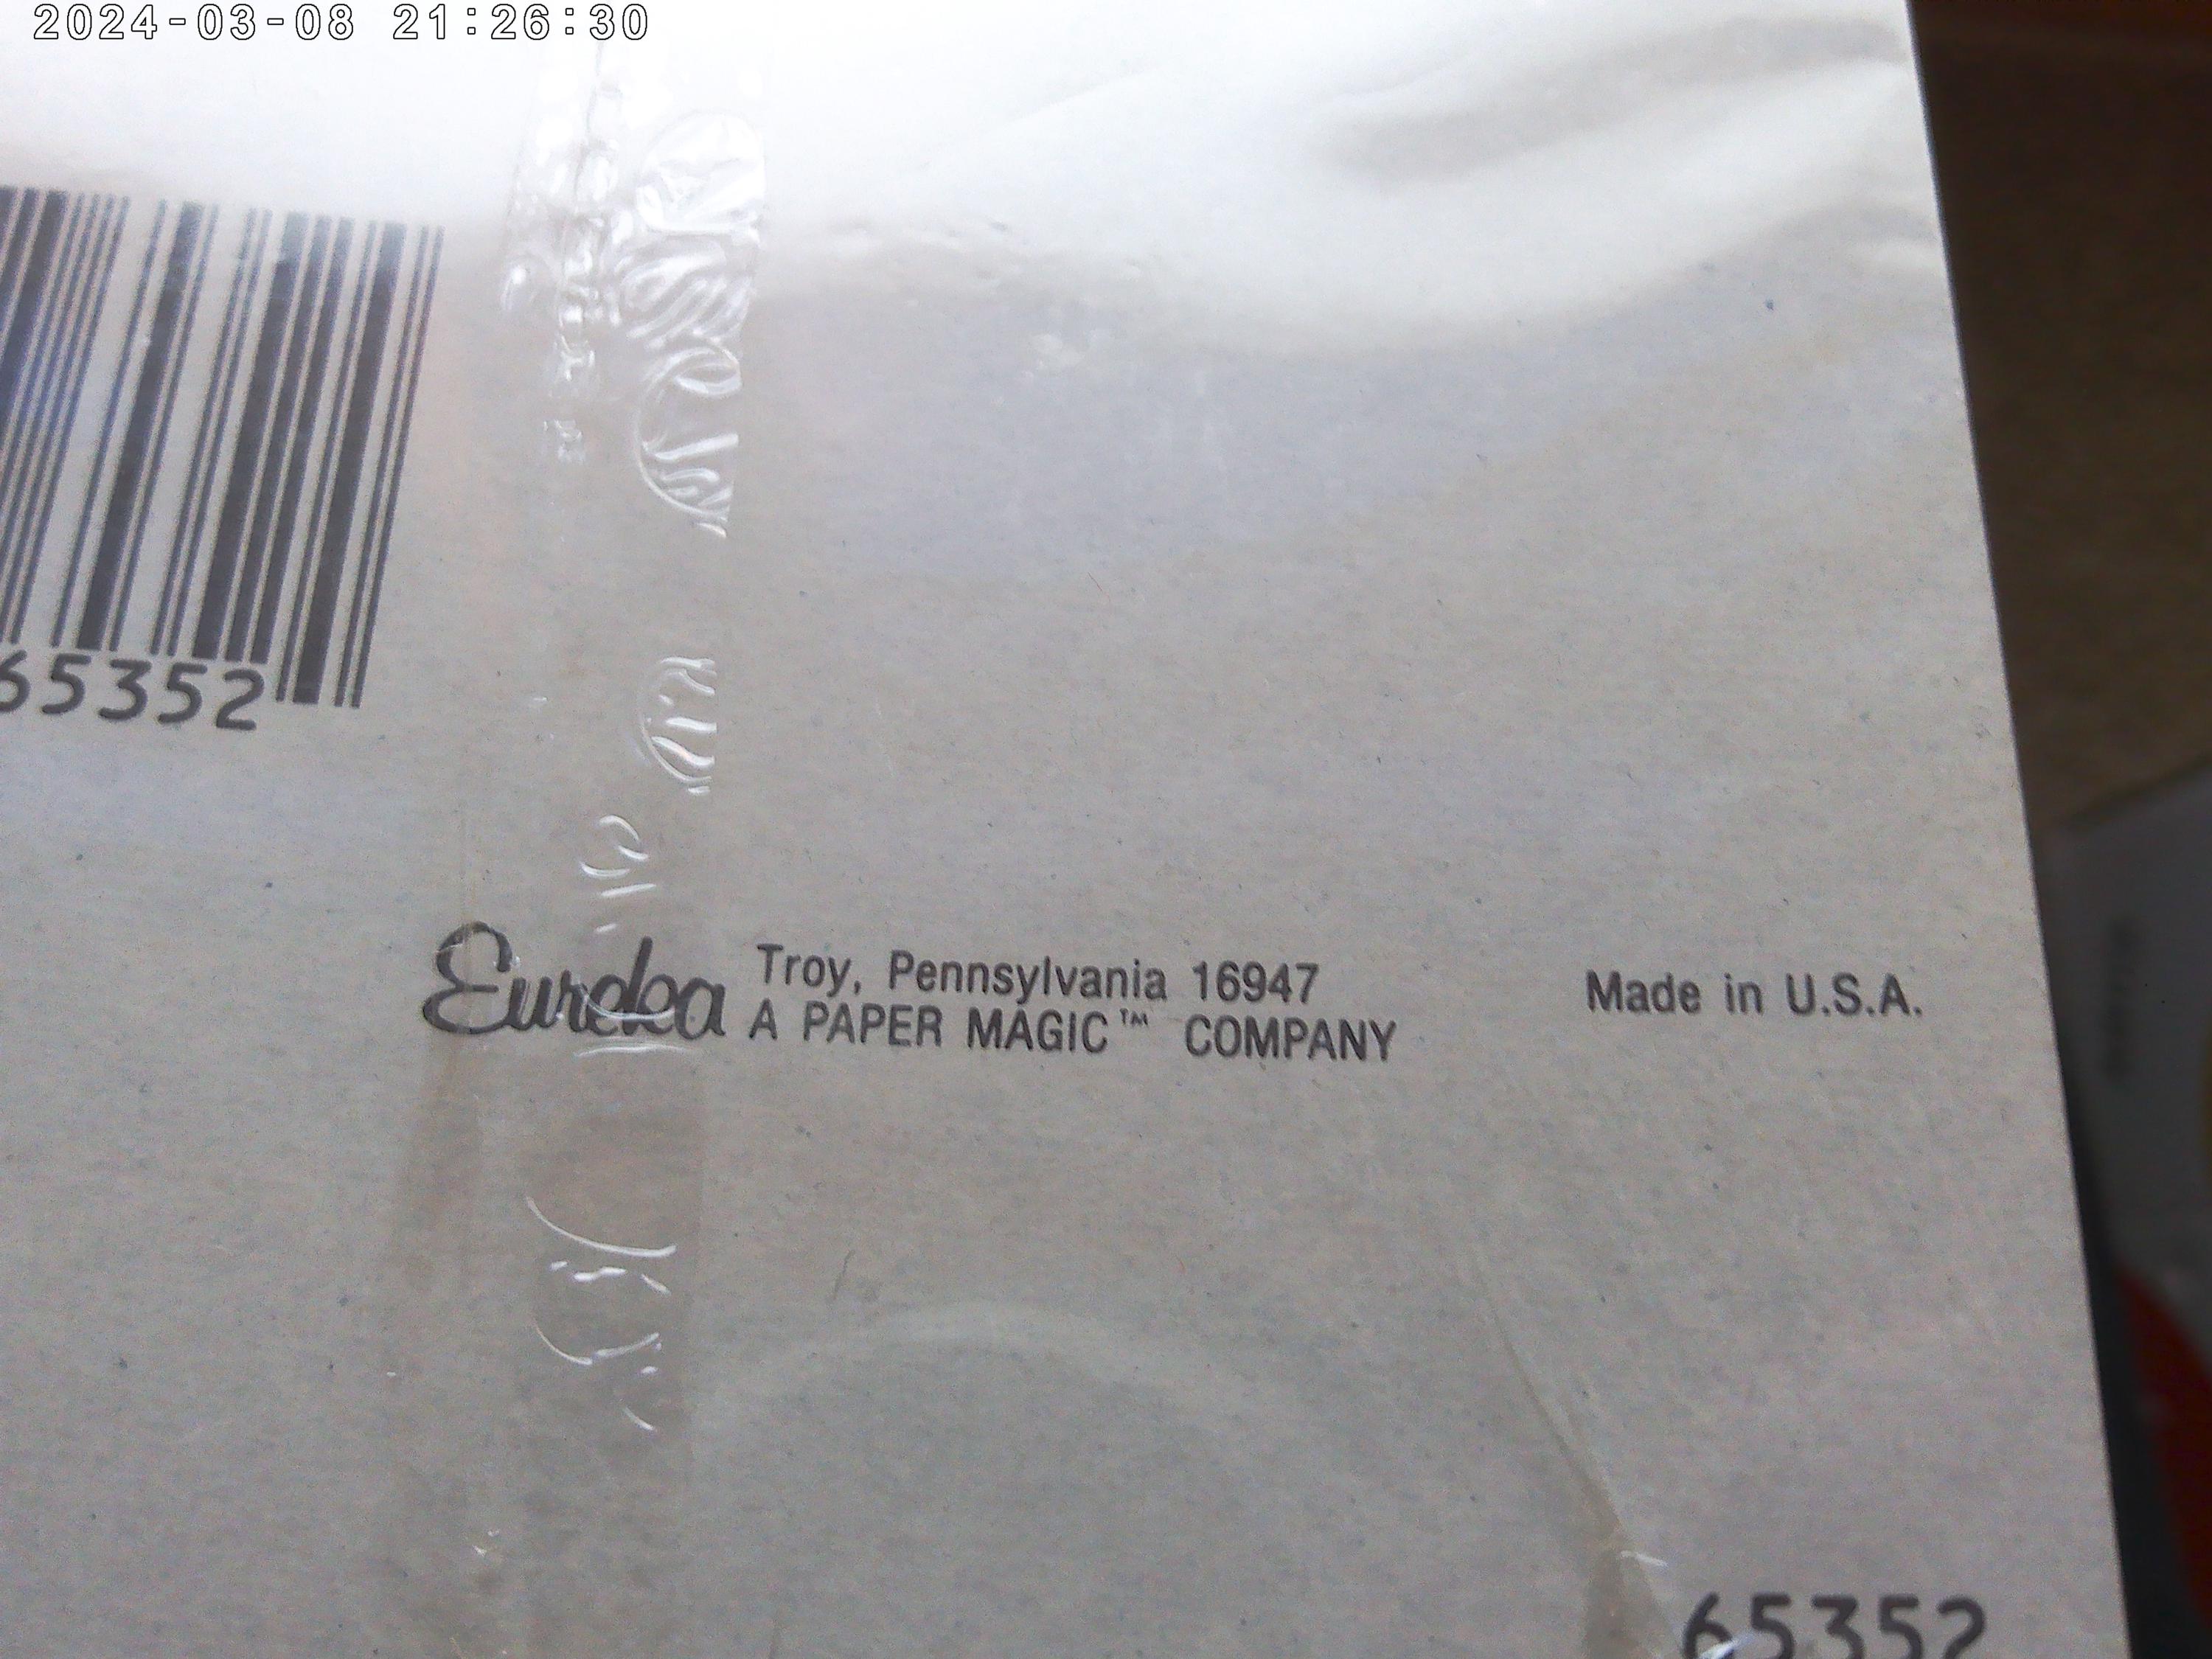 2024-03-08 21:26:30
65352
Eureka
Troy, Pennsylvania 16947
A PAPER MAGIC™ COMPANY
Made in U.S.A.
65352